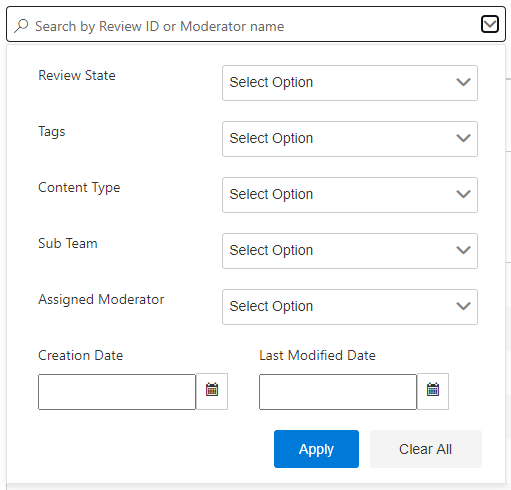 Search by Review ID or Moderator name
Review State Select Option
Tags Select Option
Content Type Select Option
Sub Team Select Option
Assigned Moderator Select Option
Creation Date Last Modified Date
Apply Clear All